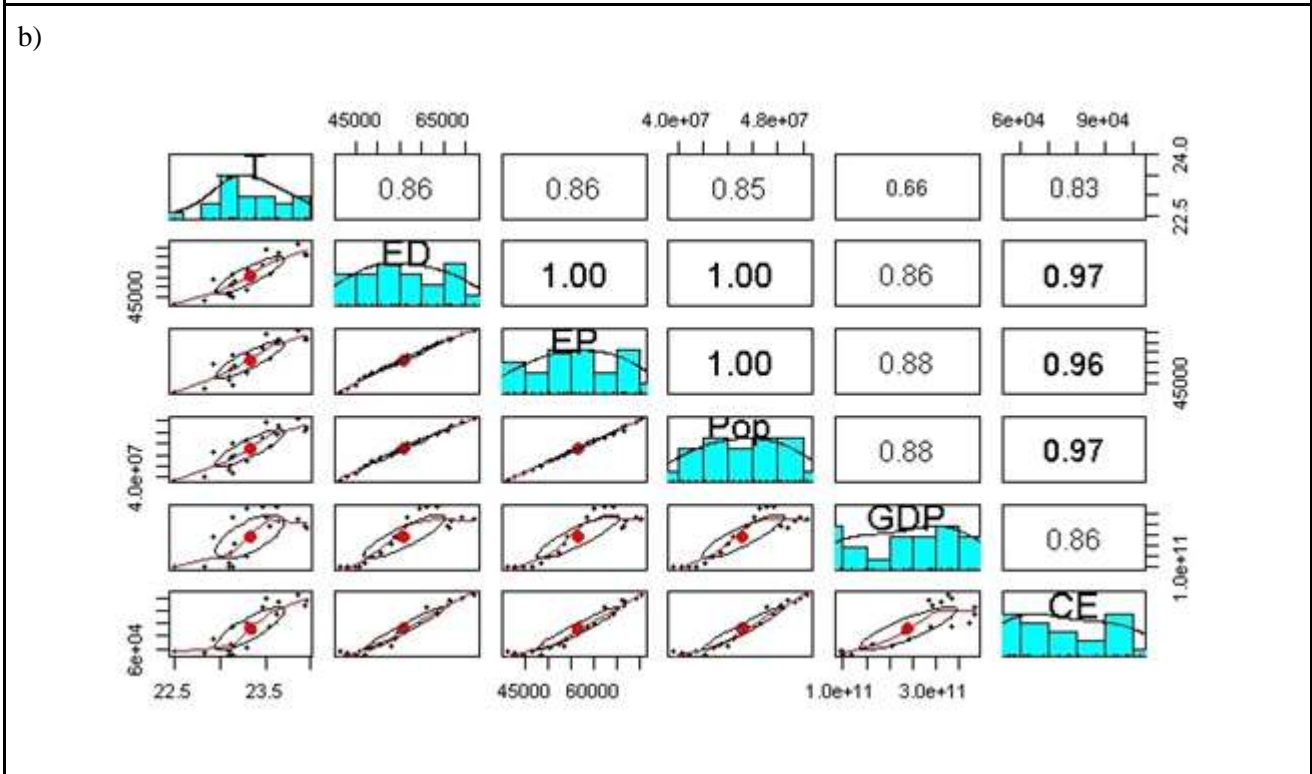 b)
45000 65000 4.0e+07 4.8e+07 6e+04 9e+04
T 0.86 0.86 0.85 0.66 0.83 22.5 24.0
45000 ED 1.00 1.00 0.86 0.97
EP 1.00 0.88 0.96 45000
4.0e+07 Pop 0.88 0.97
GDP 0.86 1.0e+11
6e+04 CE
22.5 23.5 45000 60000 1.0e+11 3.0e+11